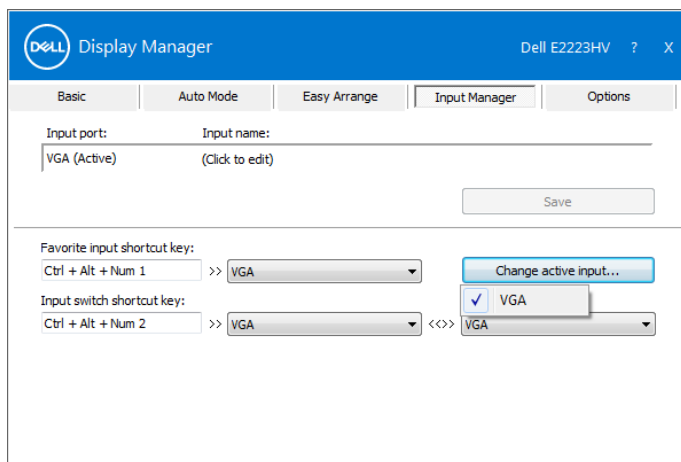 DELL Display Manager Dell E2223HV ? X
Basic Auto Mode Easy Arrange Input Manager Options
Input port: Input name:
VGA (Active) (Click to edit)
Save
Favorite input shortcut key:
Ctrl + Alt + Num 1 >> VGA Change active input...
✓ VGA
Input switch shortcut key:
Ctrl + Alt + Num 2 >> VGA <<>> VGA